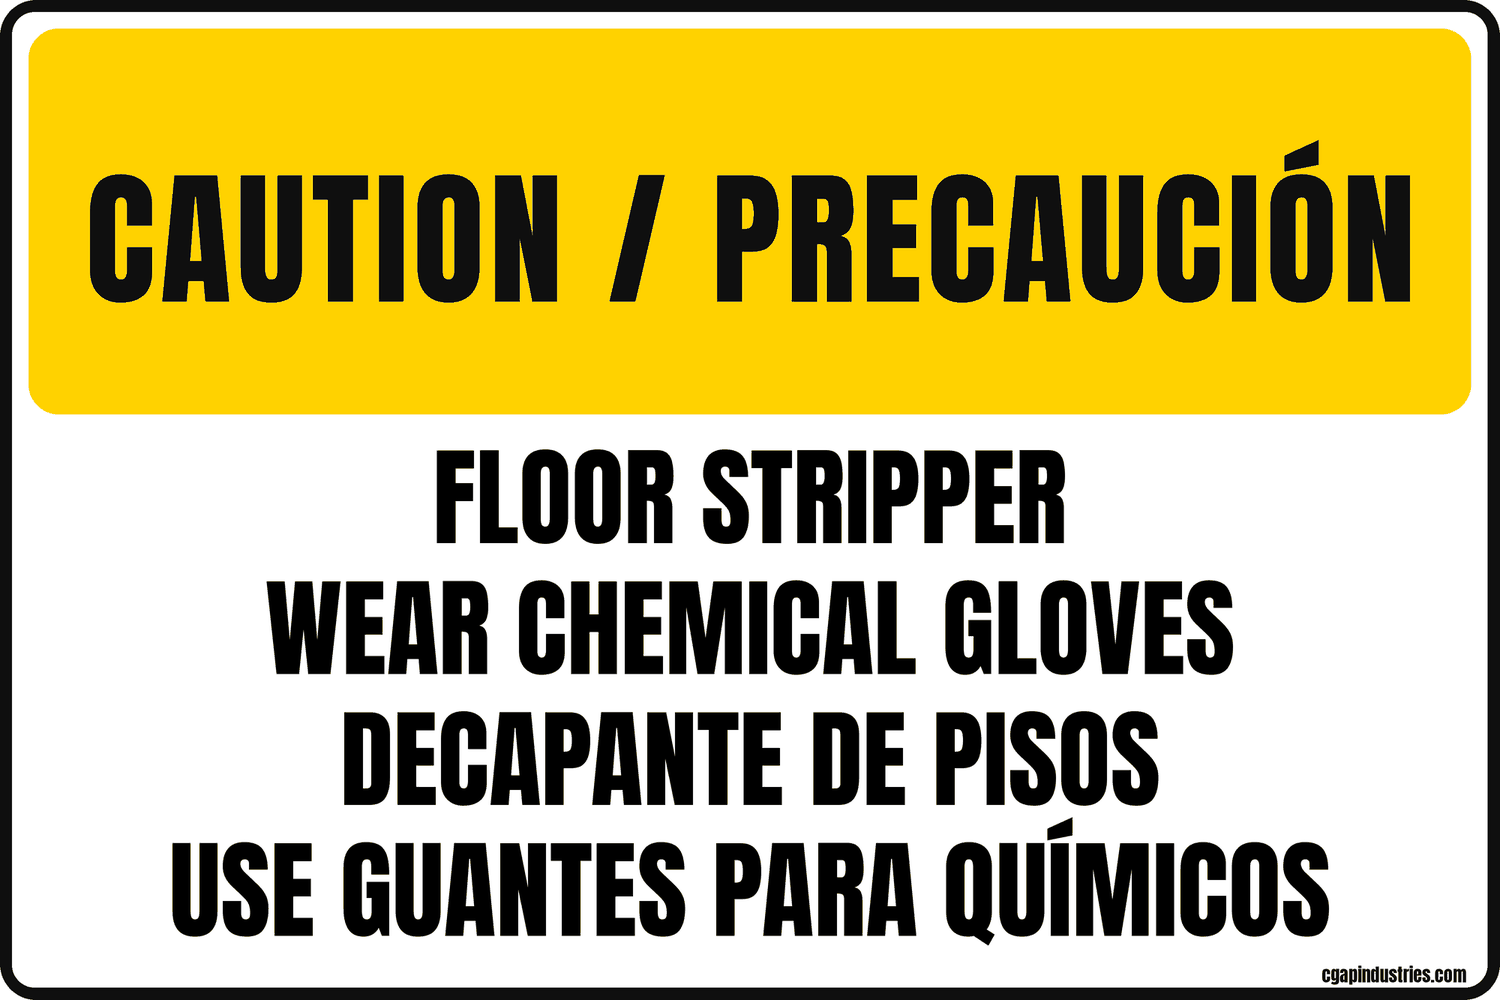 CAUTION / PRECAUCIÓN
FLOOR STRIPPER
WEAR CHEMICAL GLOVES
DECAPANTE DE PISOS
USE GUANTES PARA QUÍMICOS
cgapindustries.com